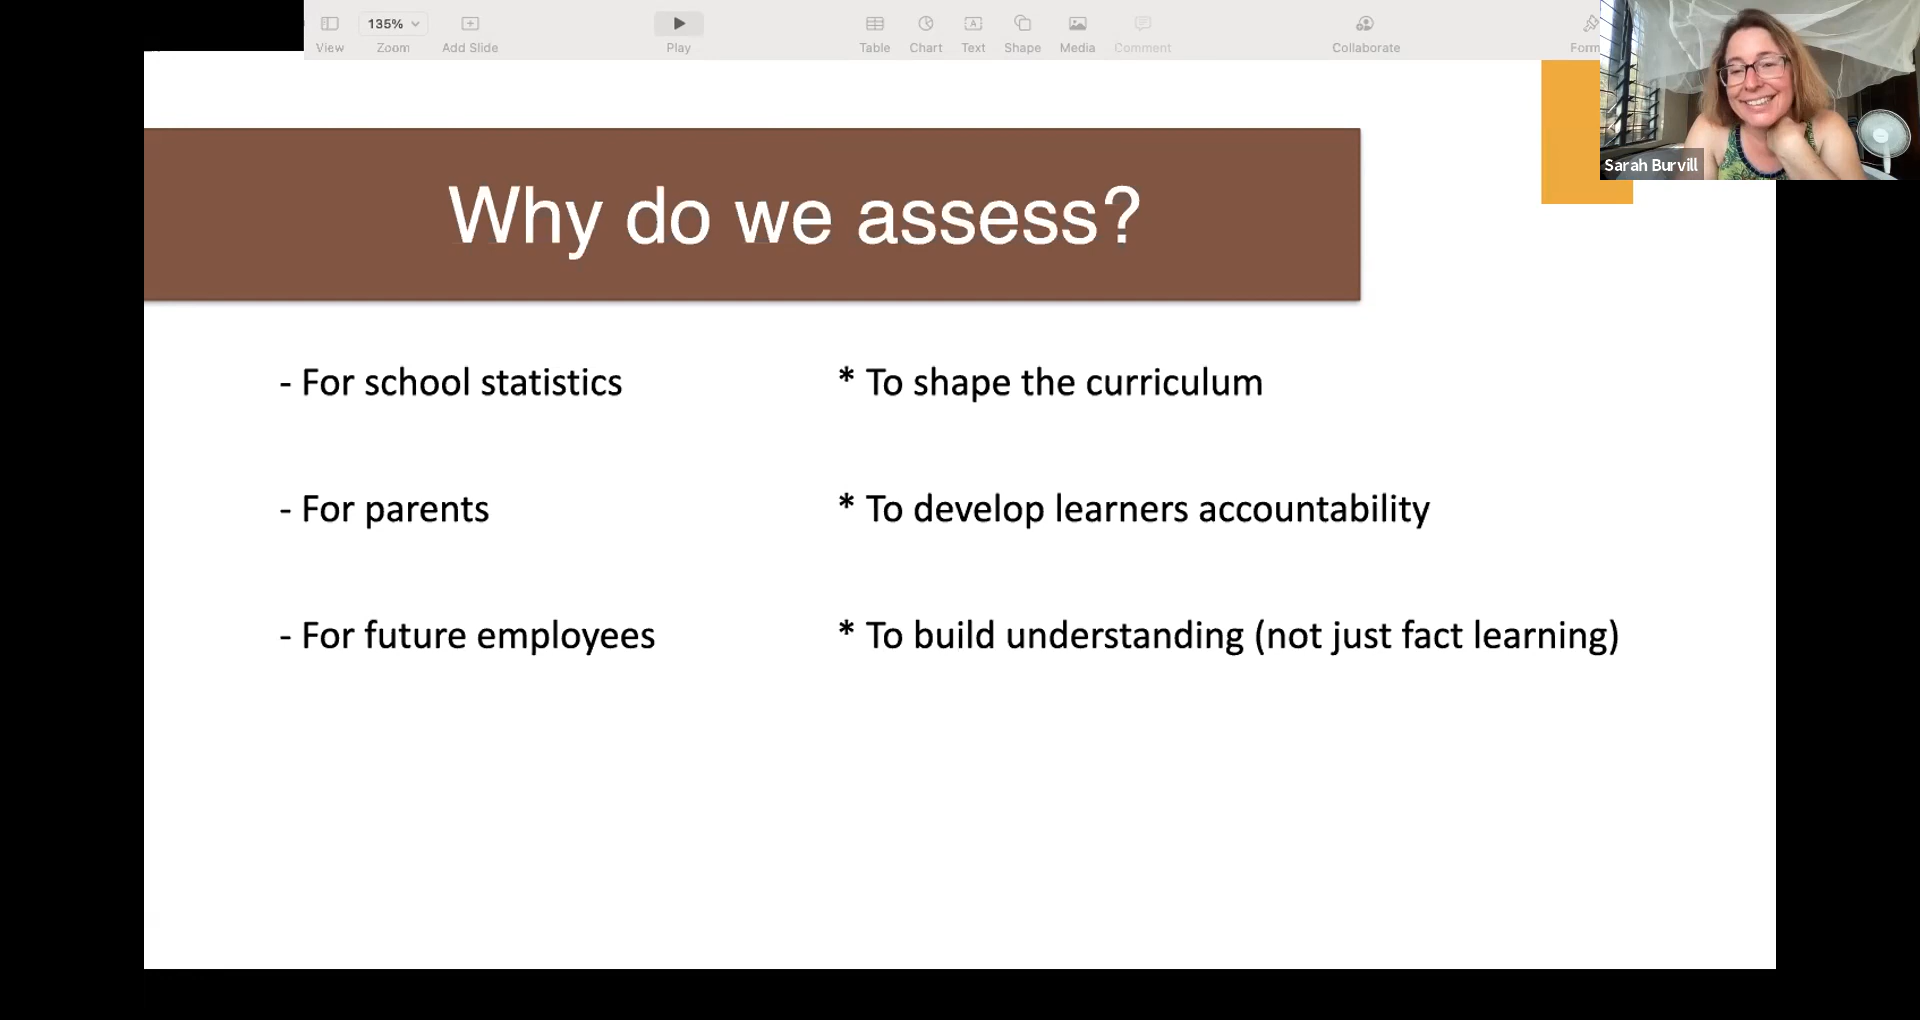 135%
View
Zoom
Add Slide
Play
Table
Chart
Text
Shape
Media
Comment
Collaborate
Form
Sarah Burvill
Why do we assess?
- For school statistics
* To shape the curriculum
- For parents
* To develop learners accountability
- For future employees
* To build understanding (not just fact learning)